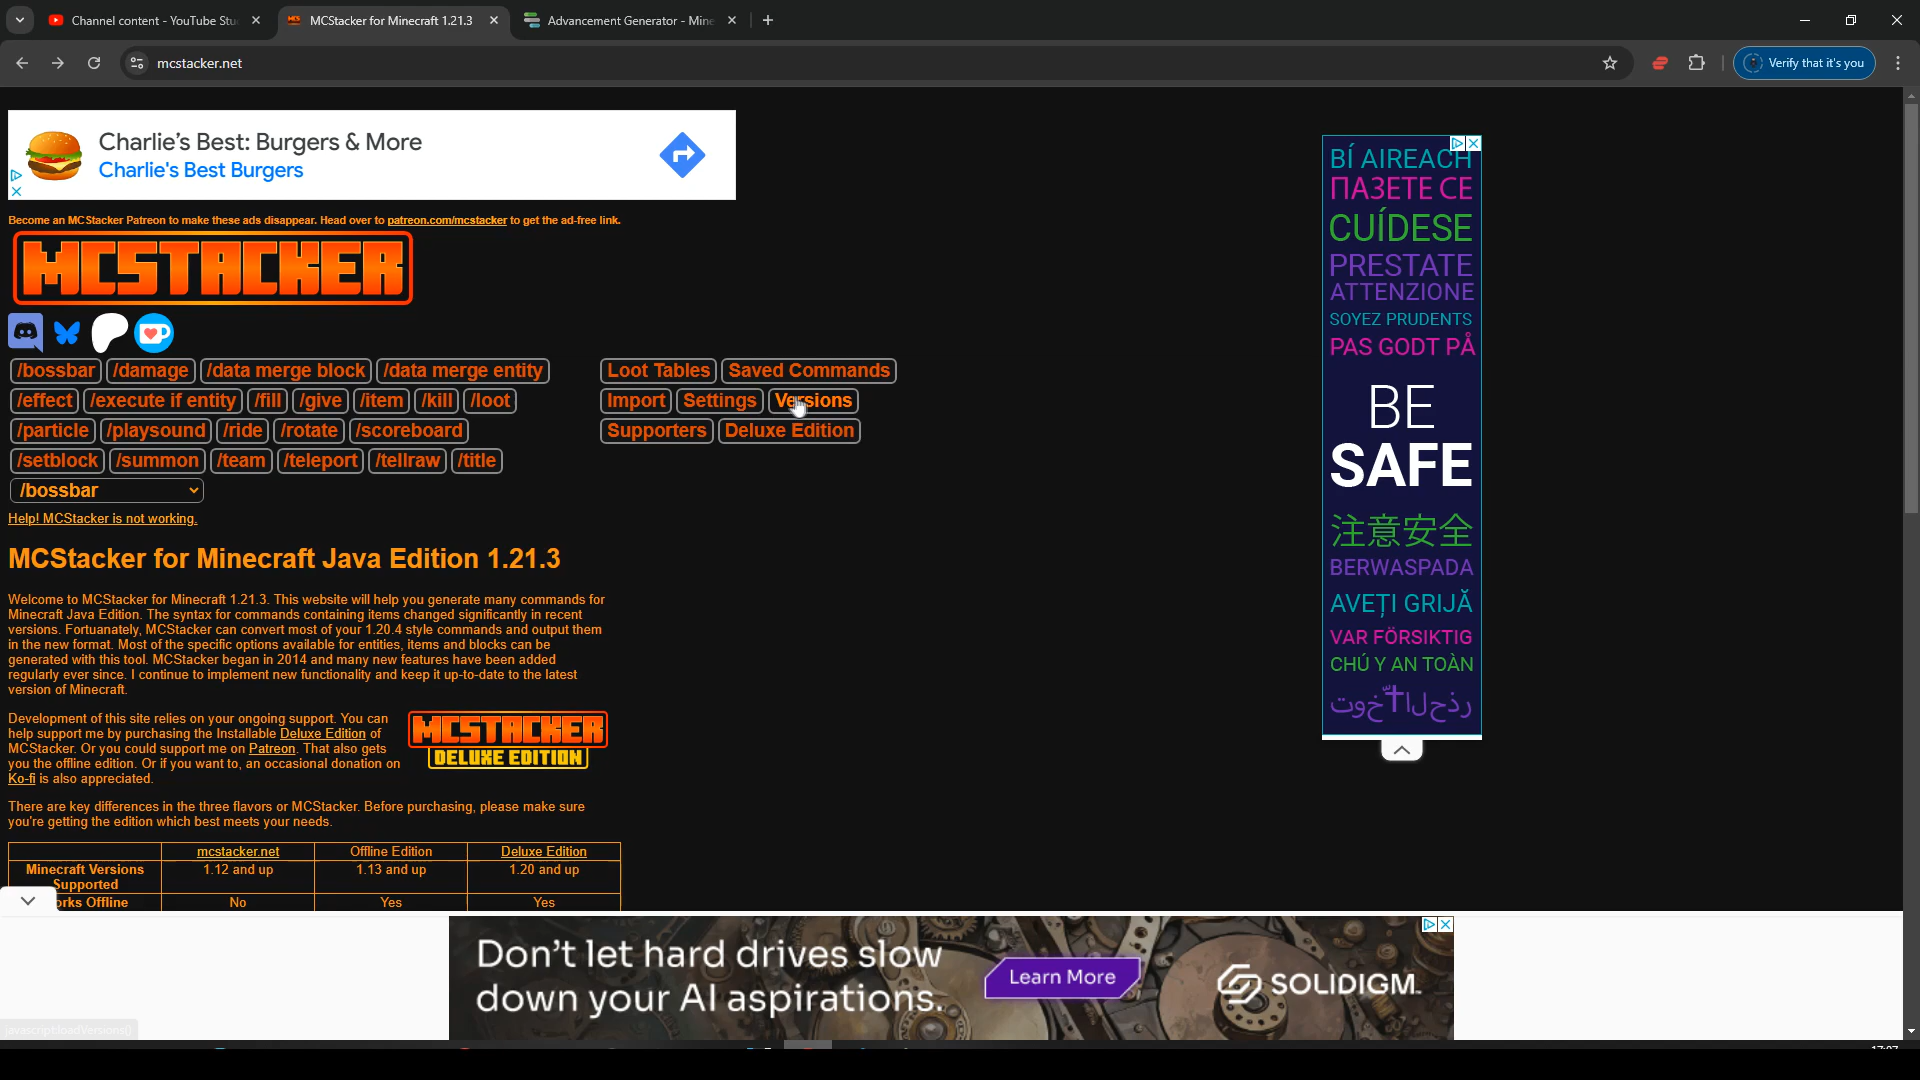 Channel content - YouTube Stu
MCStacker for Minecraft 1.21.3
Advancement Generator - Mine
mcstacker.net
Verify that it's you
Charlie's Best: Burgers & More
Charlie's Best Burgers
Become an MCStacker Patreon to make these ads disappear. Head over to patreon.com/mcstacker to get the ad-free link.
MCSTACKER
/bossbar /damage /data merge block /data merge entity
/effect /execute if entity /fill /give /item /kill /loot
/particle /playsound /ride /rotate /scoreboard
/setblock /summon /team /teleport /tellraw /title
/bossbar
Loot Tables Saved Commands
Import Settings Versions
Supporters Deluxe Edition
Help! MCStacker is not working.
MCStacker for Minecraft Java Edition 1.21.3
Welcome to MCStacker for Minecraft 1.21.3. This website will help you generate many commands for
Minecraft Java Edition. The syntax for commands containing items changed significantly in recent
versions. Fortuanately, MCStacker can convert most of your 1.20.4 style commands and output them
in the new format. Most of the specific options available for entities, items and blocks can be
generated with this tool. MCStacker began in 2014 and many new features have been added
regularly ever since. I continue to implement new functionality and keep it up-to-date to the latest
version of Minecraft.
Development of this site relies on your ongoing support. You can
help support me by purchasing the Installable Deluxe Edition of
MCStacker. Or you could support me on Patreon. That also gets
you the offline edition. Or if you want to, an occasional donation on
Ko-fi is also appreciated.
MCSTACKER
DELUXE EDITION
There are key differences in the three flavors or MCStacker. Before purchasing, please make sure
you're getting the edition which best meets your needs.
mcstacker.net Offline Edition Deluxe Edition
Minecraft Versions
Supported
1.12 and up 1.13 and up 1.20 and up
orks Offline No Yes Yes
BÍ AIREACH
ПАЗЕТЕ СЕ
CUÍDESE
PRESTATE
ATTENZIONE
SOYEZ PRUDENTS
PAS GODT PÅ
BE
SAFE
注意安全
BERWASPADA
AVEȚI GRIJĂ
VAR FÖRSIKTIG
CHÚ Ý AN TOÀN
Don't let hard drives slow
down your AI aspirations.
Learn More
SOLIDIGM
javascript:loadVersions()